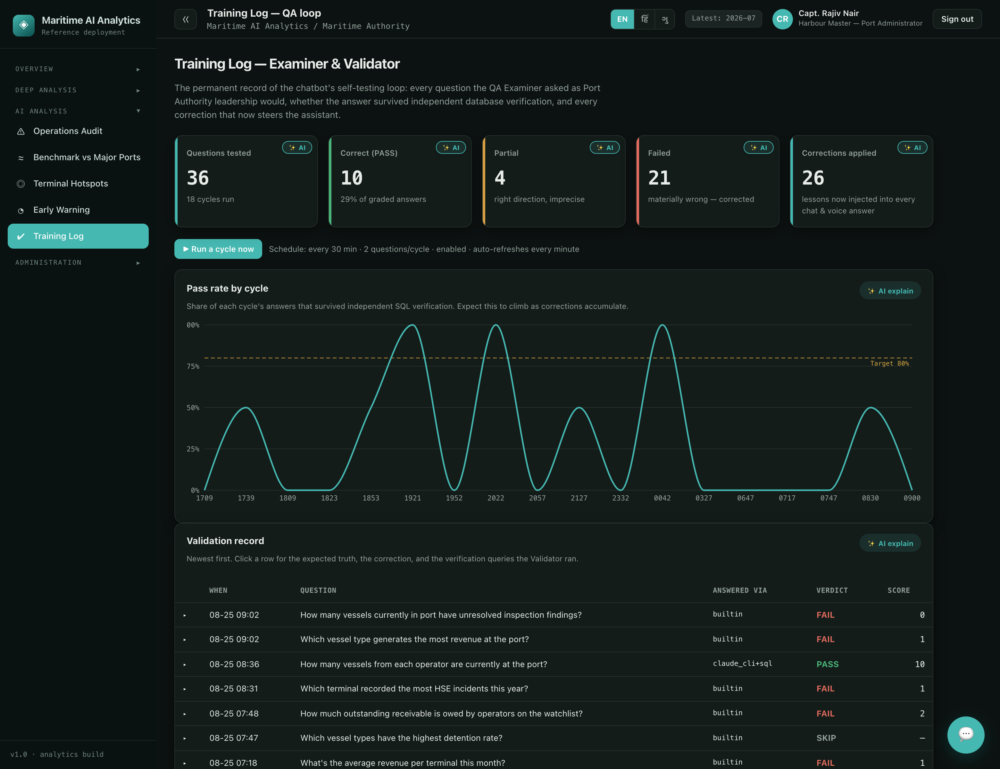 Maritime AI Analytics
Reference deployment
OVERVIEW
DEEP ANALYSIS
AI ANALYSIS
Operations Audit
Benchmark vs Major Ports
Terminal Hotspots
Early Warning
Training Log
ADMINISTRATION
v1.0 · analytics build
Training Log — QA loop
Maritime AI Analytics / Maritime Authority
EN
हिं
ગુ
Latest: 2026-07
CR
Capt. Rajiv Nair
Harbour Master — Port Administrator
Sign out
Training Log — Examiner & Validator
The permanent record of the chatbot's self-testing loop: every question the QA Examiner asked as Port
Authority leadership would, whether the answer survived independent database verification, and every
correction that now steers the assistant.
Questions tested
✨ AI
36
18 cycles run
Correct (PASS)
✨ AI
10
29% of graded answers
Partial
✨ AI
4
right direction, imprecise
Failed
✨ AI
21
materially wrong — corrected
Corrections applied
✨ AI
26
lessons now injected into every
chat & voice answer
▶ Run a cycle now
Schedule: every 30 min · 2 questions/cycle · enabled · auto-refreshes every minute
Pass rate by cycle
✨ AI explain
Share of each cycle's answers that survived independent SQL verification. Expect this to climb as corrections accumulate.
00%
75%
50%
25%
0%
Target 80%
1709 1739 1809 1823 1853 1921 1952 2022 2057 2127 2332 0042 0327 0647 0717 0747 0830 0900
Validation record
✨ AI explain
Newest first. Click a row for the expected truth, the correction, and the verification queries the Validator ran.
WHEN QUESTION ANSWERED VIA VERDICT SCORE
08-25 09:02 How many vessels currently in port have unresolved inspection findings? builtin FAIL 0
08-25 09:02 Which vessel type generates the most revenue at the port? builtin FAIL 1
08-25 08:36 How many vessels from each operator are currently at the port? claude_cli+sql PASS 10
08-25 08:31 Which terminal recorded the most HSE incidents this year? builtin FAIL 1
08-25 07:48 How much outstanding receivable is owed by operators on the watchlist? builtin FAIL 2
08-25 07:47 Which vessel types have the highest detention rate? builtin SKIP —
08-25 07:18 What's the average revenue per terminal this month? builtin FAIL 1